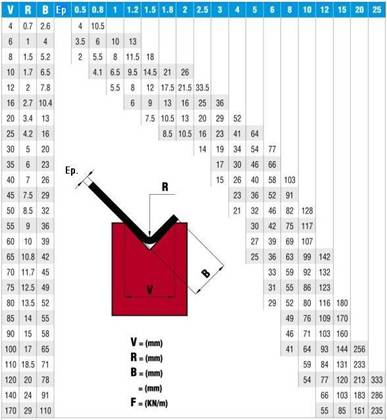 V R B Ep 0.5 0.8 1 1.2 1.5 1.8 2 2.5 3 4 5 6 8 10 12 15 20 25
4 0.7 2.6 4 10.5
6 1 4 3.5 6 10 13
8 1.5 5.2 2 5.5 8 11.5 18
10 1.7 6.5 4.1 6.5 9.5 14.5 21 26
12 2 7.8 5.5 8 12 17.5 21.5 33.5
16 2.7 10.4 6 9 13 16 25 36
20 3.4 13 7.5 10.5 13 20 29 52
25 4.2 16 8.5 10.5 16 23 41 64
30 5 20 14 19 34 54 77
35 6 23 17 30 46 66
40 7 26 15 26 40 58 103
45 7.5 29 23 36 52 91
50 8.5 32 21 32 46 82 128
55 9 36 30 42 75 117
60 10 39 27 39 69 107
65 10.8 42 25 36 63 99 142
70 11.7 45 33 59 92 132
75 12.5 49 31 55 86 123
80 13.5 52 29 52 80 116 180
85 14 55 49 76 109 170
90 15 58 46 71 103 160
100 17 65 41 64 93 144 256
110 18.5 71 59 84 131 233
120 20 78 54 77 120 213 333
140 24 91 66 103 183 286
170 29 110 55 85 151 235
Ep.
R
B
V
V = (mm)
R = (mm)
B = (mm)
= (mm)
F = (KN/m)